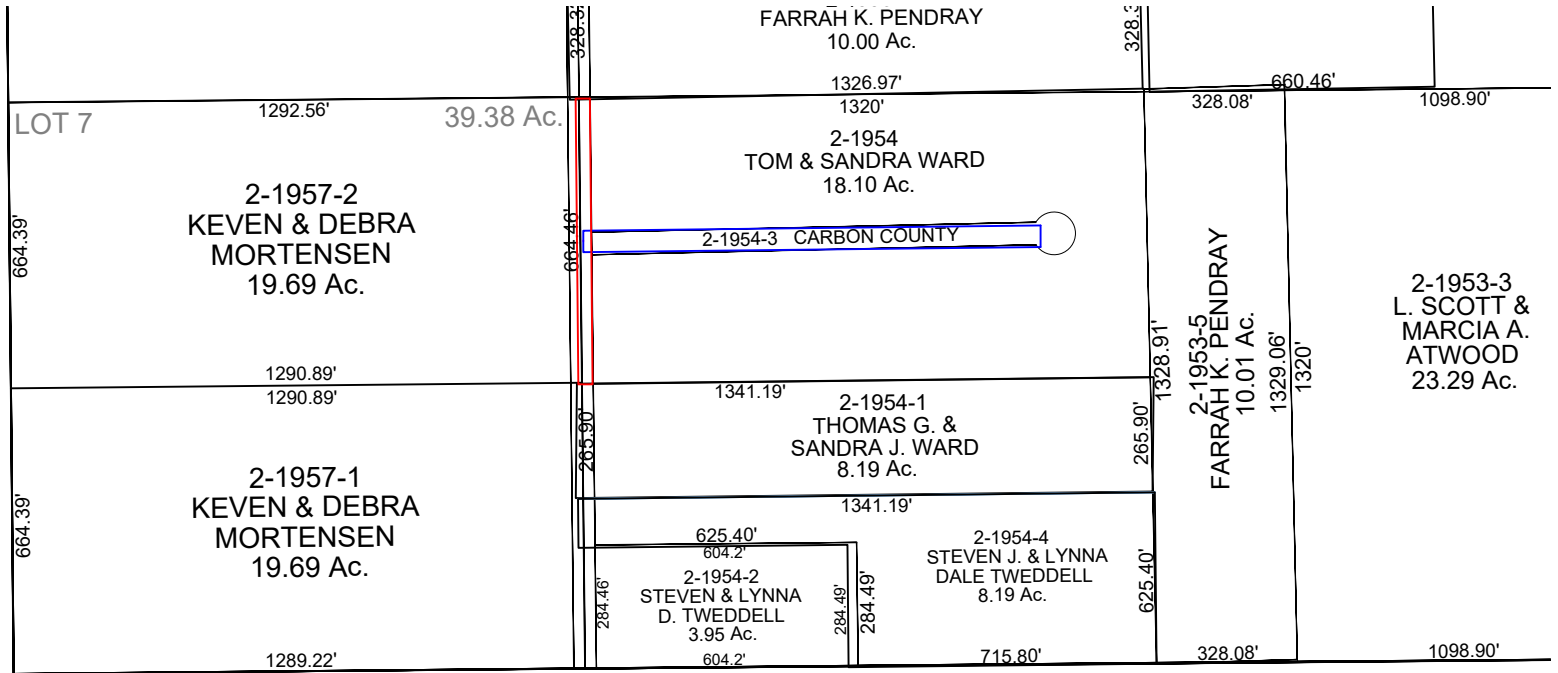 328.3
FARRAH K. PENDRAY
10.00 Ac.
328.3
1326.97'
660.46'
LOT 7
1292.56'
39.38 Ac.
1320'
328.08'
1098.90'
2-1954
TOM & SANDRA WARD
18.10 Ac.
2-1957-2
KEVEN & DEBRA
MORTENSEN
19.69 Ac.
664.39'
664.46'
2-1954-3 CARBON COUNTY
2-1953-5
FARRAH K. PENDRAY
10.01 Ac.
1328.91'
1329.06'
1320'
2-1953-3
L. SCOTT &
MARCIA A.
ATWOOD
23.29 Ac.
1290.89'
1290.89'
1341.19'
2-1954-1
THOMAS G. &
SANDRA J. WARD
8.19 Ac.
265.90'
265.90'
1341.19'
2-1957-1
KEVEN & DEBRA
MORTENSEN
19.69 Ac.
664.39'
625.40'
604.2'
2-1954-2
STEVEN & LYNNA
D. TWEDDELL
3.95 Ac.
284.46'
284.49'
284.49'
2-1954-4
STEVEN J. & LYNNA
DALE TWEDDELL
8.19 Ac.
625.40'
1289.22'
604.2'
715.80'
328.08'
1098.90'